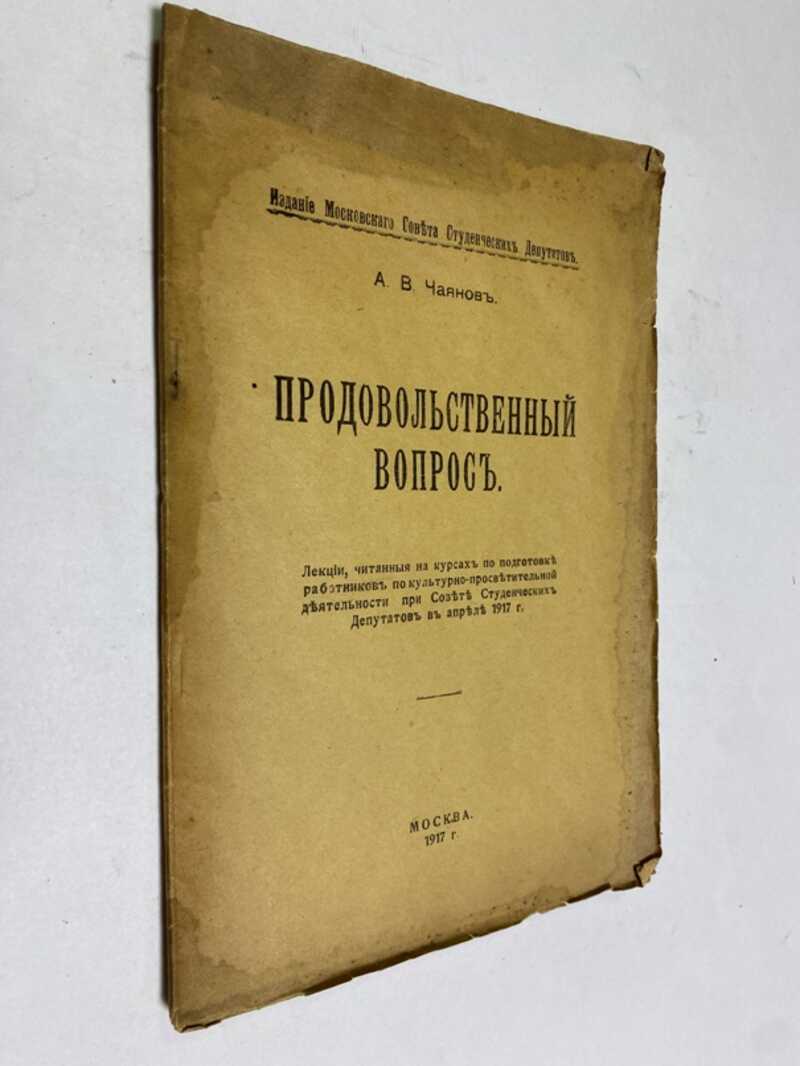 Изданіе Московскаго Совѣта Студенческихъ Депутатовъ.
А. В. Чаяновъ.
ПРОДОВОЛЬСТВЕННЫЙ
ВОПРОСЪ.
Лекціи, читанныя на курсахъ по подготовкѣ
работниковъ по культурно-просвѣтительной
дѣятельности при Созѣтѣ Студенческихъ
Депутатовъ въ апрѣлѣ 1917 г.
МОСКВА.
1917 г.